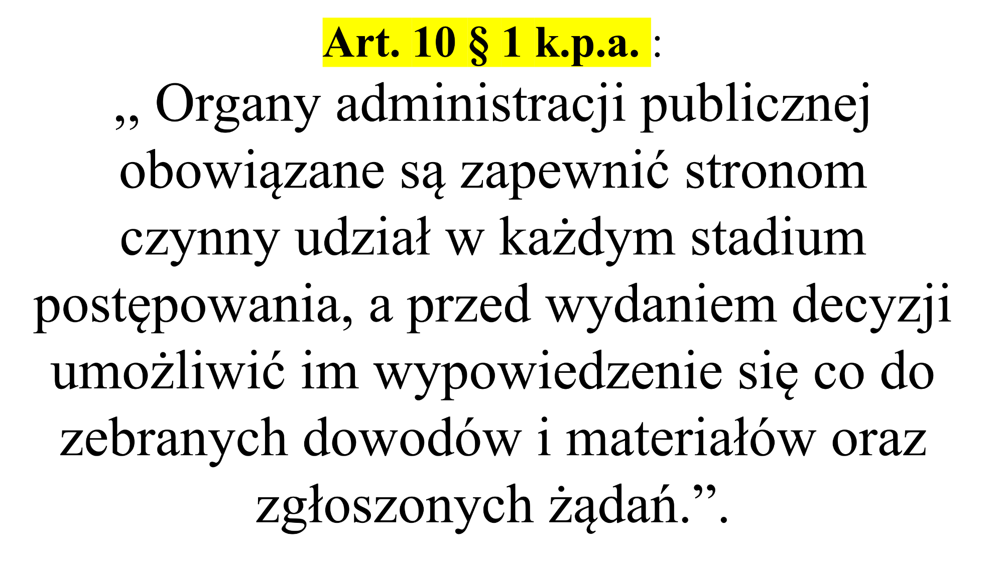 Art. 10 § 1 k.p.a. :
,, Organy administracji publicznej
obowiązane są zapewnić stronom
czynny udział w każdym stadium
postępowania, a przed wydaniem decyzji
umożliwić im wypowiedzenie się co do
zebranych dowodów i materiałów oraz
zgłoszonych żądań.”.